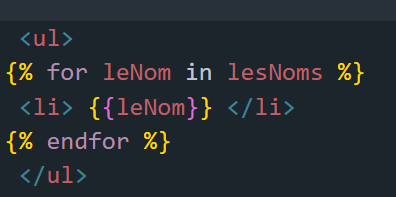 <ul>
{% for leNom in lesNoms %}
<li> {{leNom}} </li>
{% endfor %}
</ul>